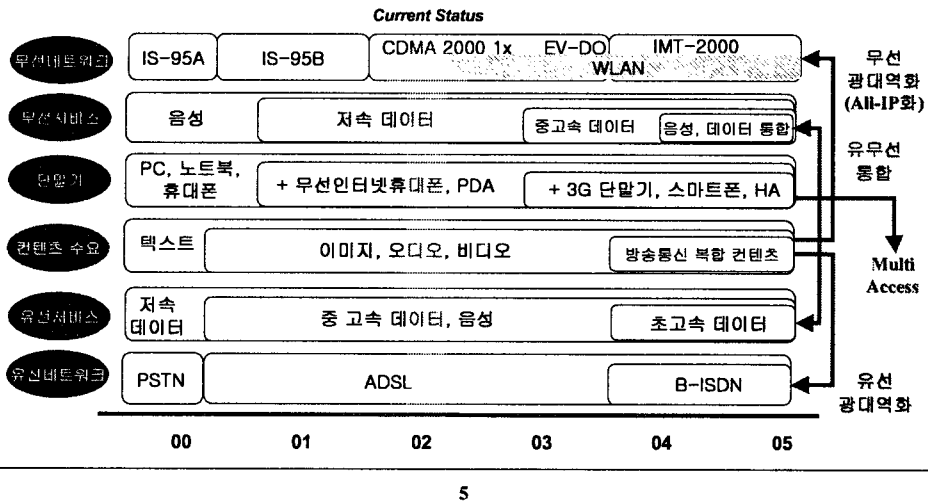 Current Status
무선네트워크
IS-95A
IS-95B
CDMA 2000 1x
EV-DO
IMT-2000
WLAN
무선
광대역화
(All-IP화)
무선서비스
음성
저속 데이터
중고속 데이터
음성, 데이터 통합
유무선
통합
단말기
PC, 노트북,
휴대폰
+ 무선인터넷휴대폰, PDA
+ 3G 단말기, 스마트폰, HA
컨텐츠 수요
텍스트
이미지, 오디오, 비디오
방송통신 복합 컨텐츠
Multi
Access
유선서비스
저속
데이터
중 고속 데이터, 음성
초고속 데이터
유선네트워크
PSTN
ADSL
B-ISDN
유선
광대역화
00 01 02 03 04 05
5